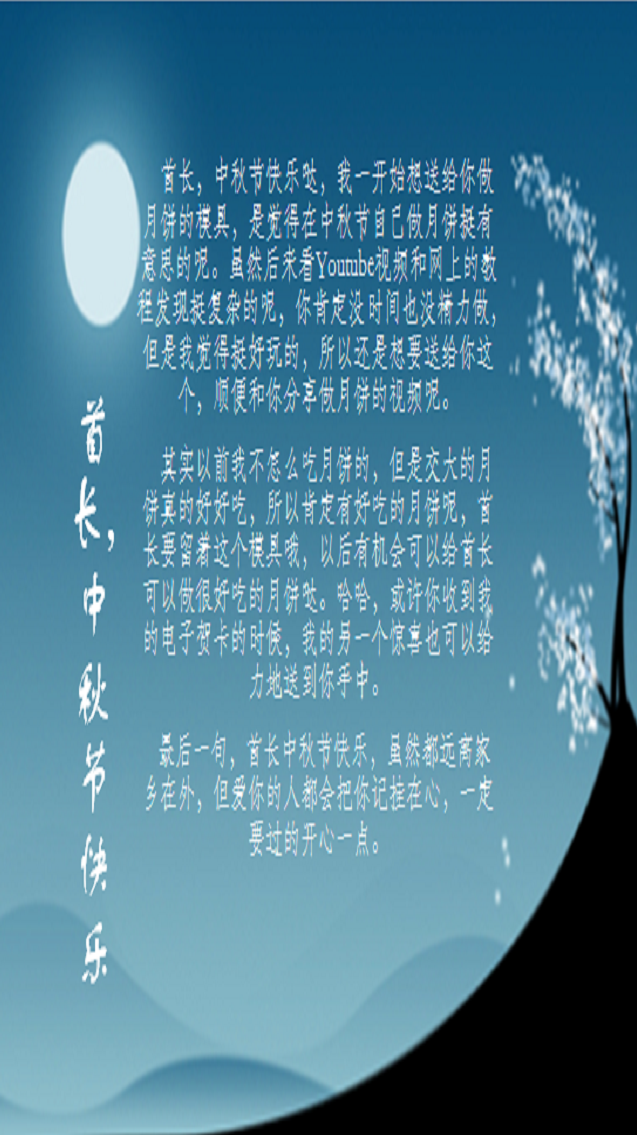 首长，中秋节快乐
首长，中秋节快乐哒，我一开始想送给你做
月饼的模具，是觉得在中秋节自己做月饼挺有
意思的呢。虽然后来看Youtube视频和网上的教
程发现挺复杂的呢，你肯定没时间也没精力做，
但是我觉得挺好玩的，所以还是想要送给你这
个，顺便和你分享做月饼的视频呢。
其实以前我不怎么吃月饼的，但是交大的月
饼真的好好吃，所以肯定有好吃的月饼呢，首
长要留着这个模具哦，以后有机会可以给首长
可以做很好吃的月饼哒。哈哈，或许你收到我
的电子贺卡的时候，我的另一个惊喜也可以给
力地送到你手中。
最后一句，首长中秋节快乐，虽然都远离家
乡在外，但爱你的人都会把你记挂在心，一定
要过的开心一点。